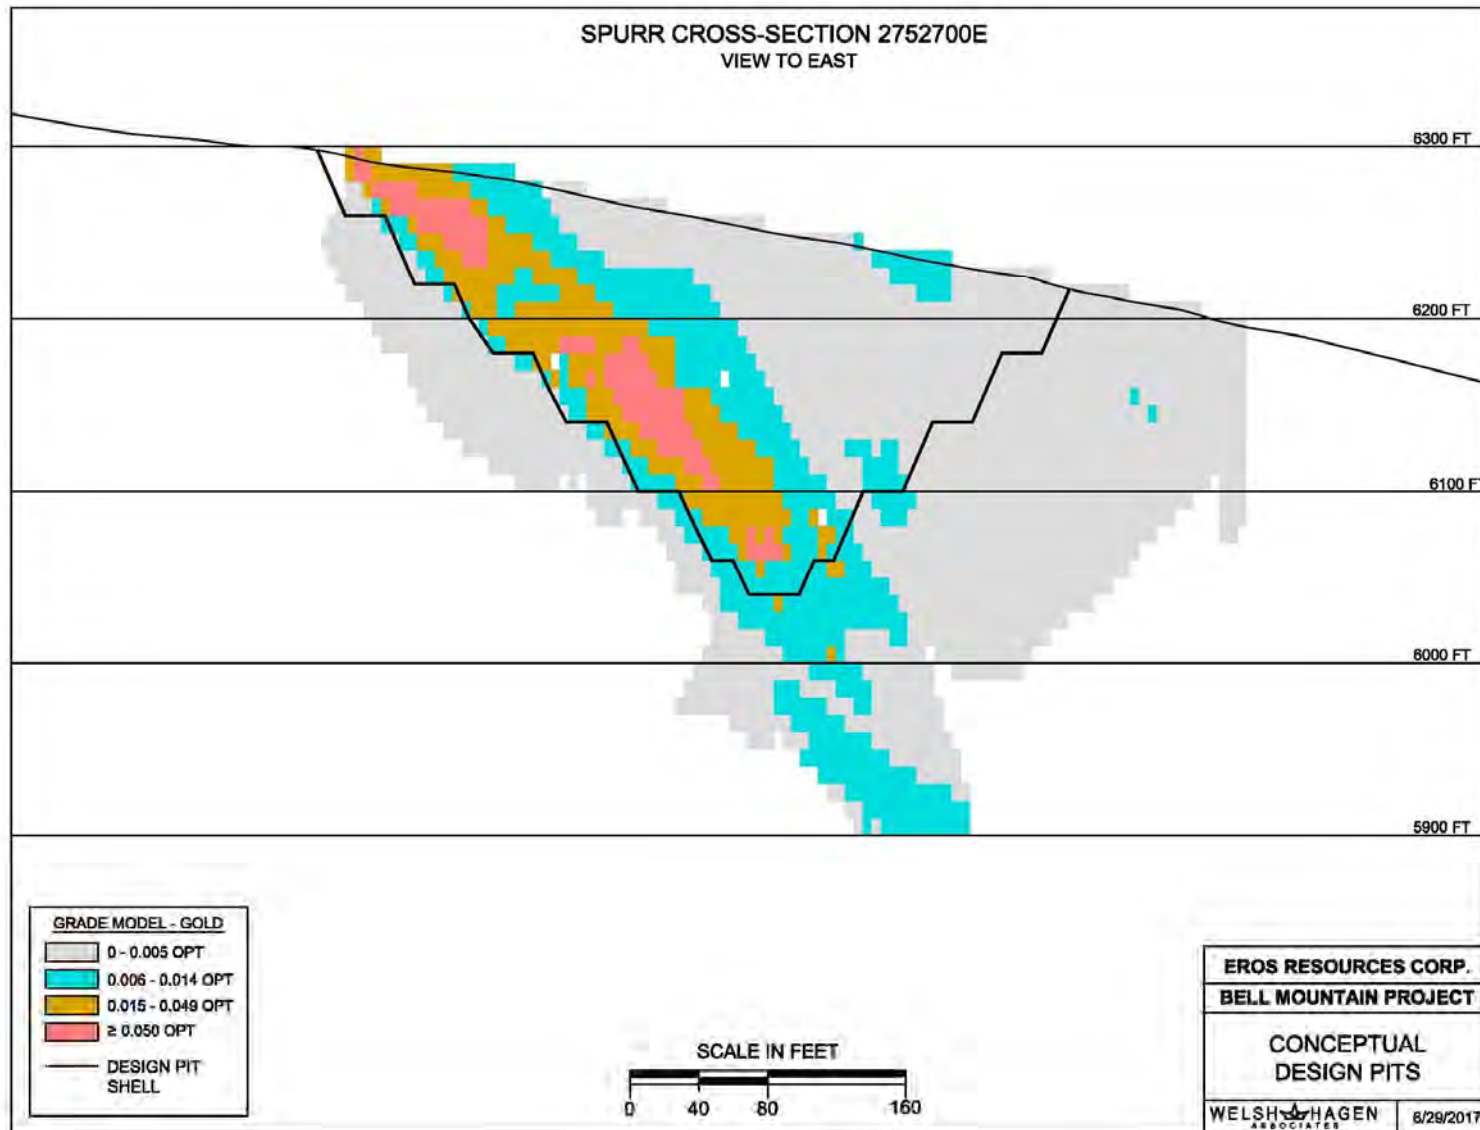 SPURR CROSS-SECTION 2752700E
VIEW TO EAST
6300 FT
6200 FT
6100 FT
6000 FT
5900 FT
GRADE MODEL - GOLD
0 - 0.005 OPT
0.006 - 0.014 OPT
0.015 - 0.049 OPT
≥ 0.050 OPT
DESIGN PIT
SHELL
SCALE IN FEET
0 40 80 160
EROS RESOURCES CORP.
BELL MOUNTAIN PROJECT
CONCEPTUAL
DESIGN PITS
WELSH HAGEN
ASSOCIATES
6/29/2017